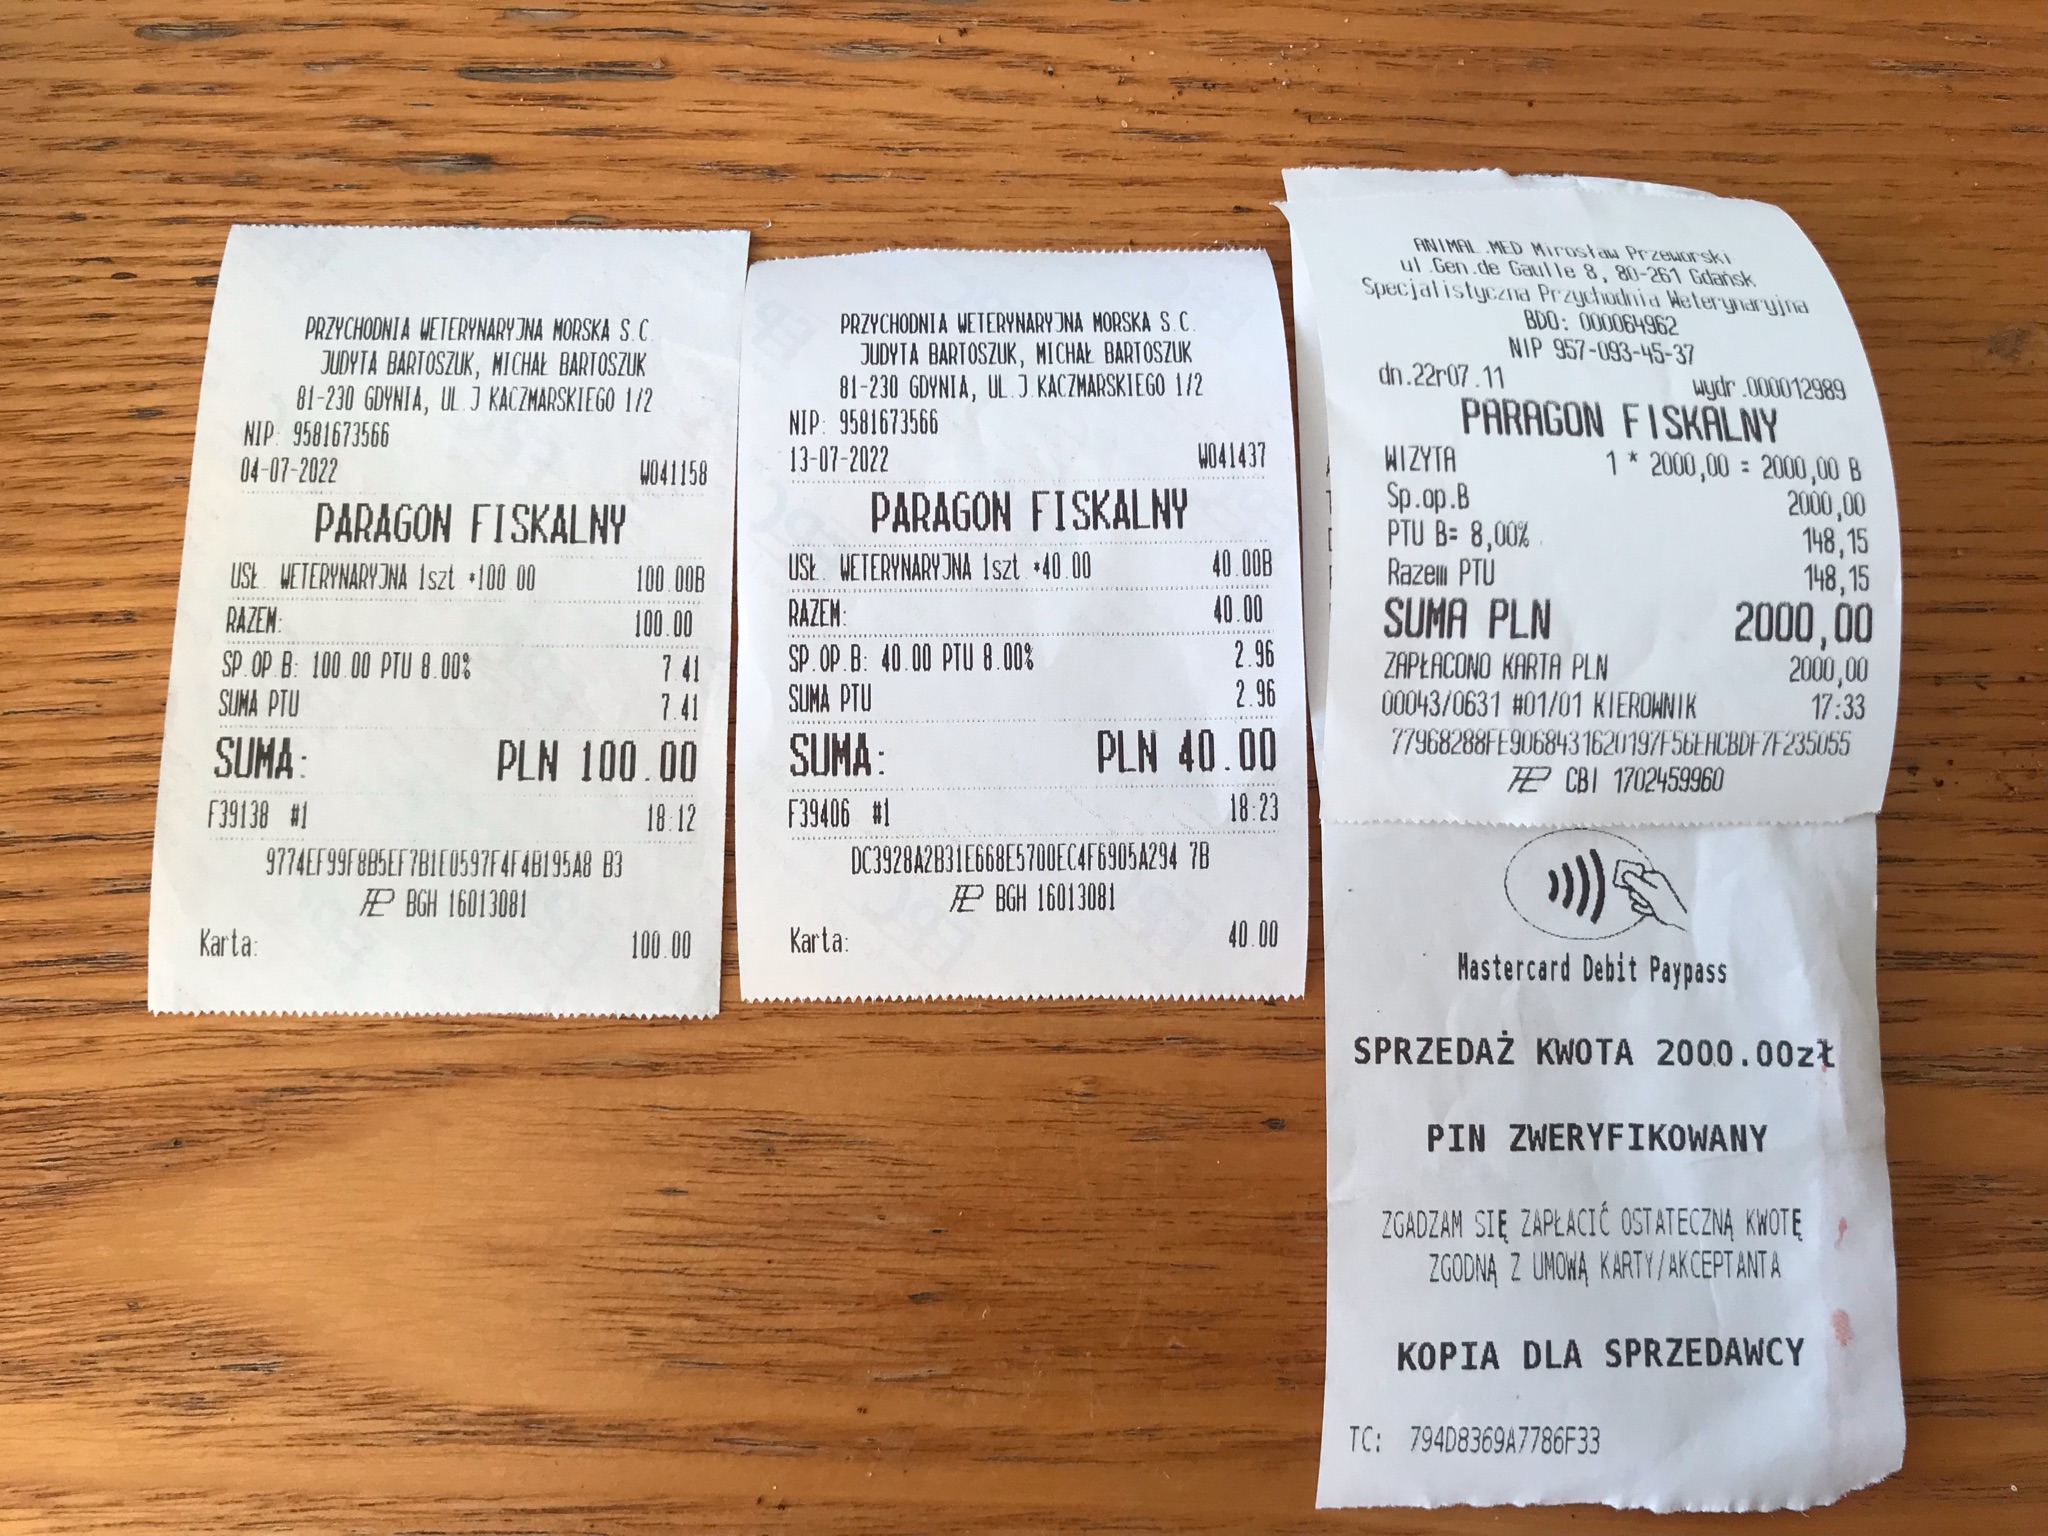 PRZYCHODNIA WETERYNARYJNA MORSKA S.C.
JUDYTA BARTOSZUK, MICHAŁ BARTOSZUK
81-230 GDYNIA, UL.J.KACZMARSKIEGO 1/2
NIP: 9581673566
04-07-2022 W041158
PARAGON FISKALNY
USŁ. WETERYNARYJNA 1szt *100.00 100.00B
RAZEM: 100.00
SP.OP.B: 100.00 PTU 8.00% 7.41
SUMA PTU 7.41
SUMA: PLN 100.00
F39138 #1 18:12
9774EF99F8B5EF7B1E0597F4F4B195A8 B3
BGH 16013081
Karta: 100.00
PRZYCHODNIA WETERYNARYJNA MORSKA S.C.
JUDYTA BARTOSZUK, MICHAŁ BARTOSZUK
81-230 GDYNIA, UL.J.KACZMARSKIEGO 1/2
NIP: 9581673566
13-07-2022 W041437
PARAGON FISKALNY
USŁ. WETERYNARYJNA 1szt *40.00 40.00B
RAZEM: 40.00
SP.OP.B: 40.00 PTU 8.00% 2.96
SUMA PTU 2.96
SUMA: PLN 40.00
F39406 #1 18:23
DC3928A2B31E668E5700EC4F6905A294 7B
BGH 16013081
Karta: 40.00
ANIMAL.MED Mirosław Przeworski
ul.Gen.de Gaulle 8, 80-261 Gdańsk
Specjalistyczna Przychodnia Weterynaryjna
BDO: 000064962
NIP 957-093-45-37
dn.22r07.11 wydr.000012989
PARAGON FISKALNY
WIZYTA 1 * 2000,00 = 2000,00 B
Sp.op.B 2000,00
PTU B= 8,00% 148,15
Razem PTU 148,15
SUMA PLN 2000,00
ZAPŁACONO KARTA PLN 2000,00
00043/0631 #01/01 KIEROWNIK 17:33
77968288FE9068431620197F56EACBDF7F235055
CBI 1702459960
Mastercard Debit Paypass
SPRZEDAŻ KWOTA 2000.00zł
PIN ZWERYFIKOWANY
ZGADZAM SIĘ ZAPŁACIĆ OSTATECZNĄ KWOTĘ
ZGODNĄ Z UMOWĄ KARTY/AKCEPTANTA
KOPIA DLA SPRZEDAWCY
TC: 794D8369A7786F33